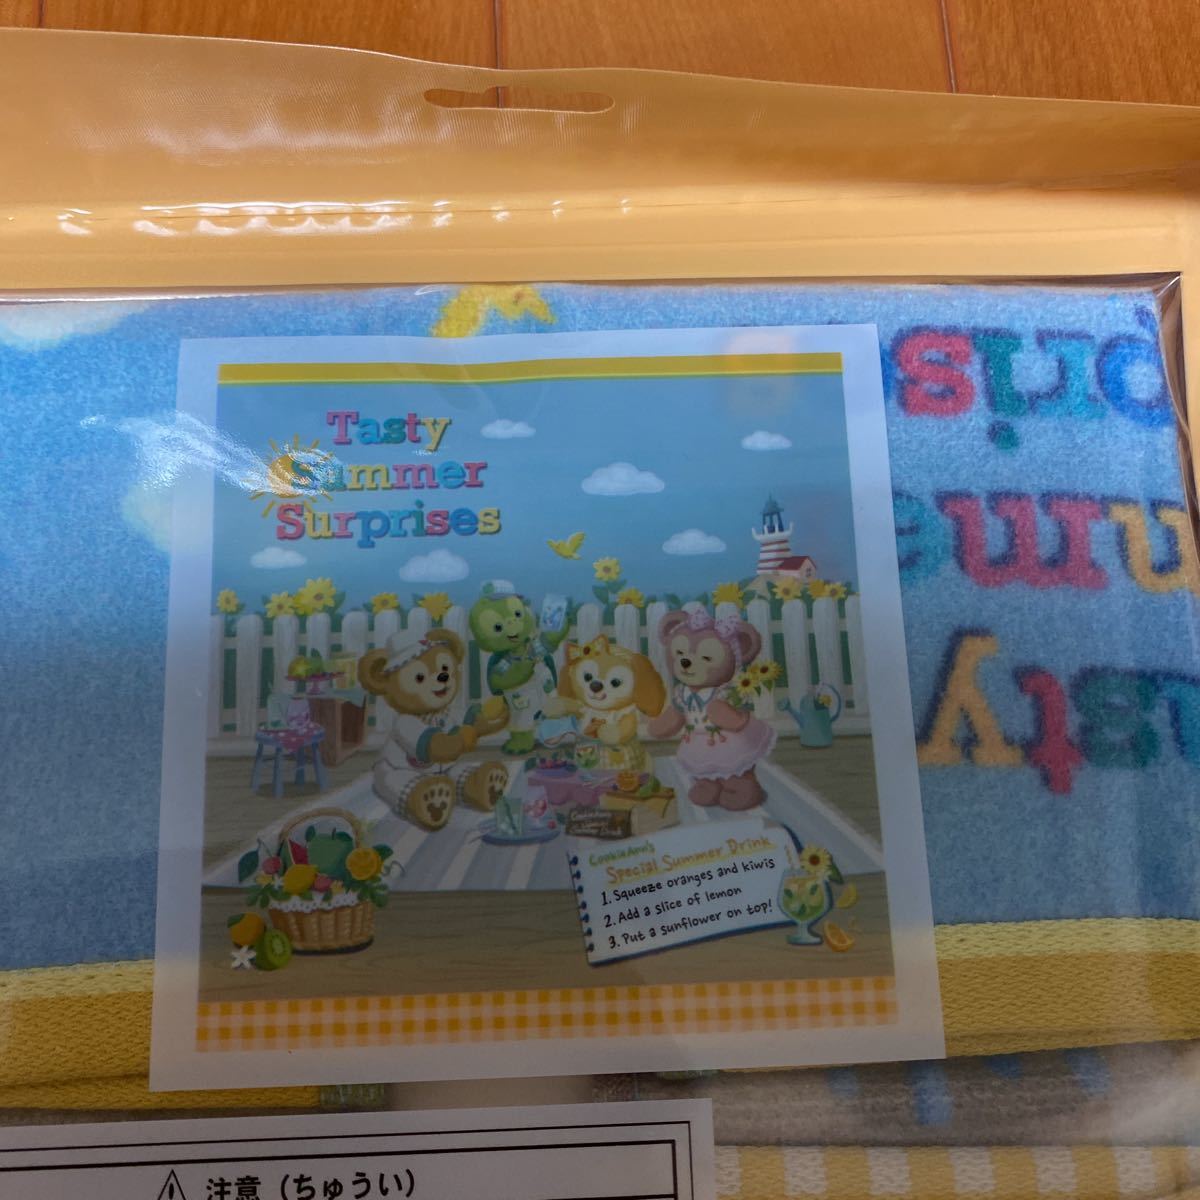 Tasty
Summer
Surprises
CookieAnn's
Special Summer Drink
1. Squeeze oranges and kiwis
2. Add a slice of lemon
3. Put a sunflower on top!
注意（ちゅうい）